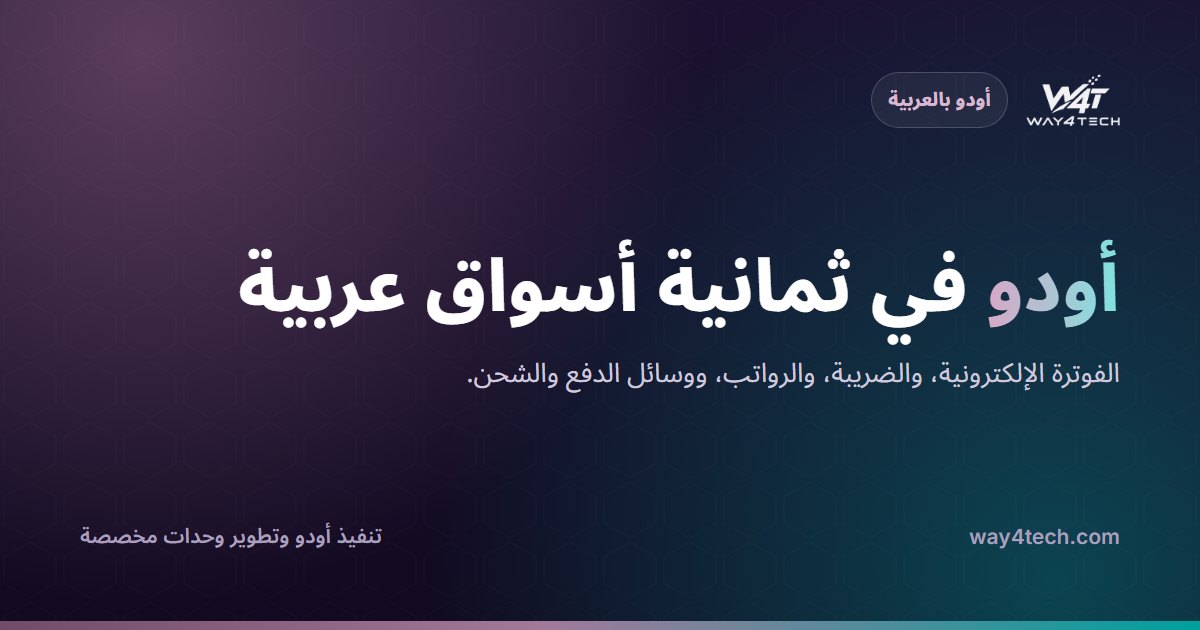 W4T
WAY4TECH
أودو بالعربية
أودو في ثمانية أسواق عربية
الفوترة الإلكترونية، والضريبة، والرواتب، ووسائل الدفع والشحن.
way4tech.com
تنفيذ أودو وتطوير وحدات مخصصة